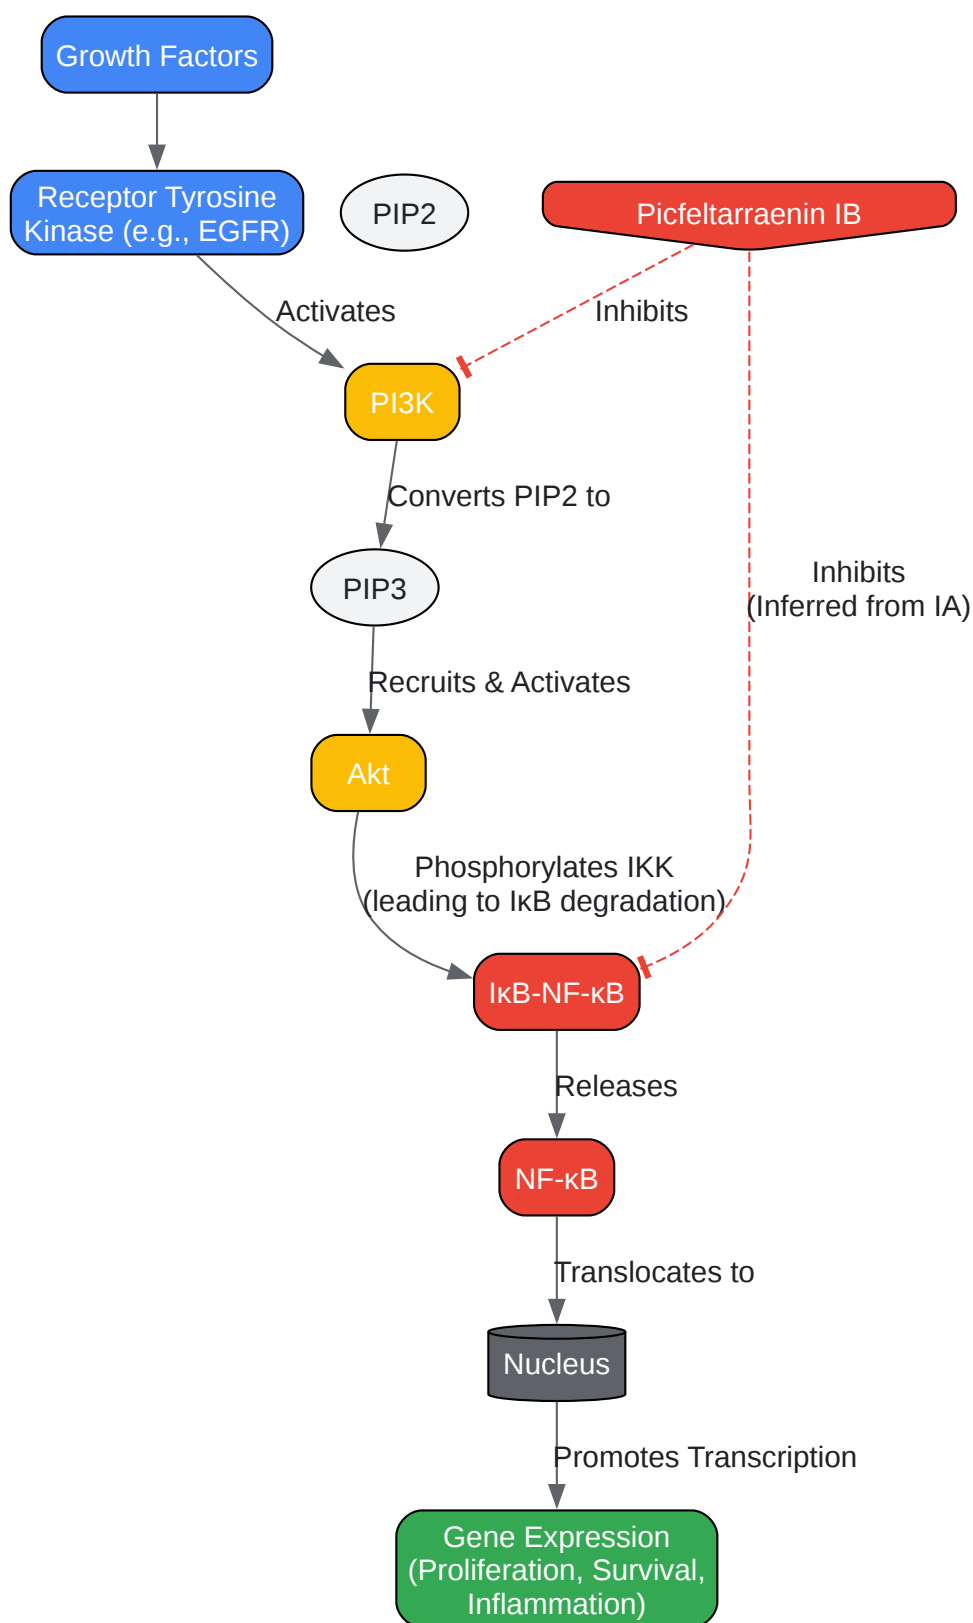 Growth Factors
Receptor Tyrosine
Kinase (e.g., EGFR)
PIP2
Picfeltarraenin IB
Activates
Inhibits
PI3K
Converts PIP2 to
PIP3
Inhibits
(Inferred from IA)
Recruits & Activates
Akt
Phosphorylates IKK
(leading to IκB degradation)
IκB-NF-κB
Releases
NF-κB
Translocates to
Nucleus
Promotes Transcription
Gene Expression
(Proliferation, Survival,
Inflammation)